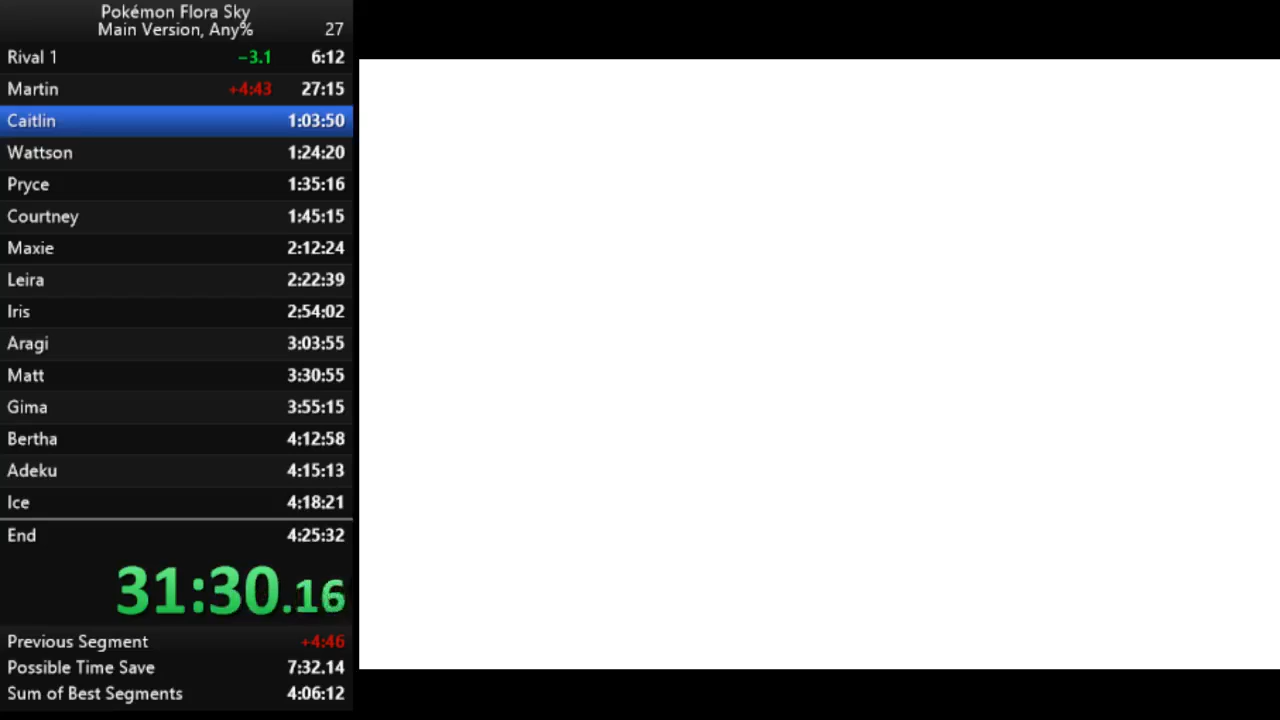 Pokémon Flora Sky
Main Version, Any% 27
Rival 1 −3.1 6:12
Martin +4:43 27:15
Caitlin 1:03:50
Wattson 1:24:20
Pryce 1:35:16
Courtney 1:45:15
Maxie 2:12:24
Leira 2:22:39
Iris 2:54:02
Aragi 3:03:55
Matt 3:30:55
Gima 3:55:15
Bertha 4:12:58
Adeku 4:15:13
Ice 4:18:21
End 4:25:32
31:30.16
Previous Segment +4:46
Possible Time Save 7:32.14
Sum of Best Segments 4:06:12